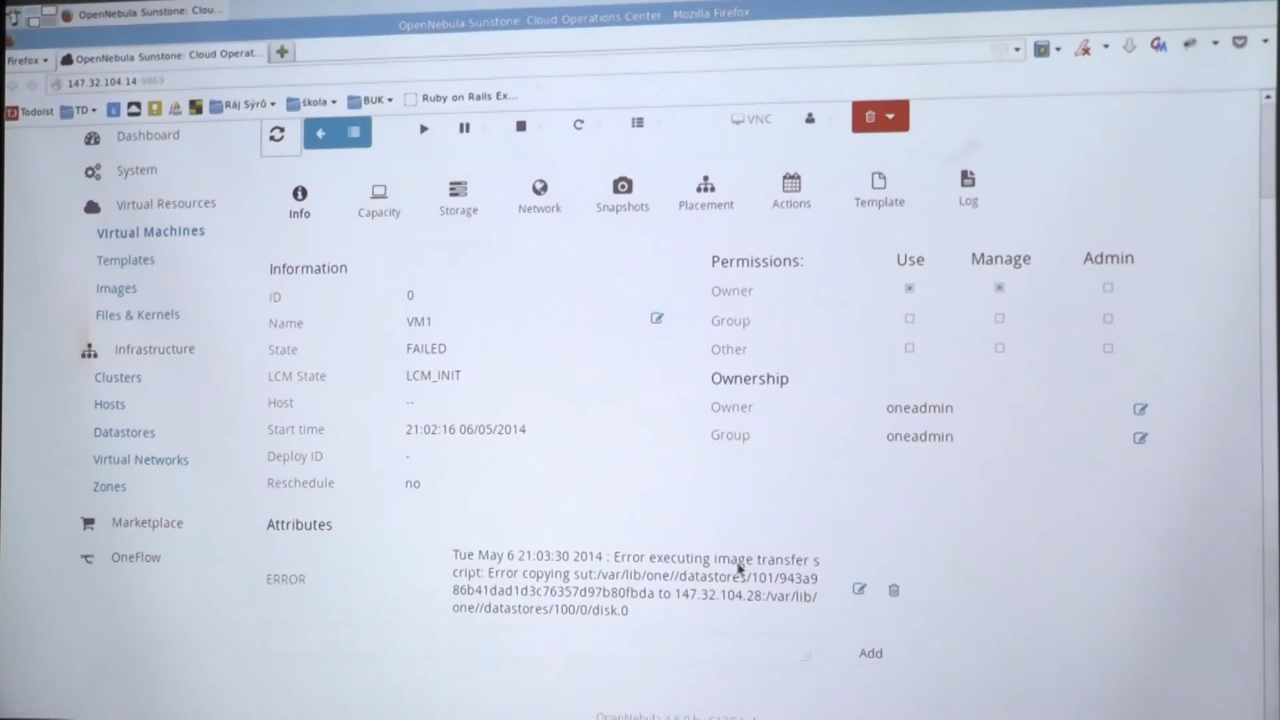 OpenNebula Sunstone: Clou...
OpenNebula Sunstone: Cloud Operations Center - Mozilla Firefox
Firefox
OpenNebula Sunstone: Cloud Operat...
147.32.104.14:9869
Todoist
TD
Ráj Sýrů
škola
BUK
Ruby on Rails Ex...
Dashboard
System
Virtual Resources
Virtual Machines
Templates
Images
Files & Kernels
Infrastructure
Clusters
Hosts
Datastores
Virtual Networks
Zones
Marketplace
OneFlow
VNC
Info
Capacity
Storage
Network
Snapshots
Placement
Actions
Template
Log
Information
ID 0
Name VM1
State FAILED
LCM State LCM_INIT
Host --
Start time 21:02:16 06/05/2014
Deploy ID -
Reschedule no
Permissions: Use Manage Admin
Owner
Group
Other
Ownership
Owner oneadmin
Group oneadmin
Attributes
ERROR
Tue May 6 21:03:30 2014 : Error executing image transfer s
cript: Error copying sut:/var/lib/one//datastores/101/943a9
86b41dad1d3c76357d97b80fbda to 147.32.104.28:/var/lib/
one//datastores/100/0/disk.0
Add